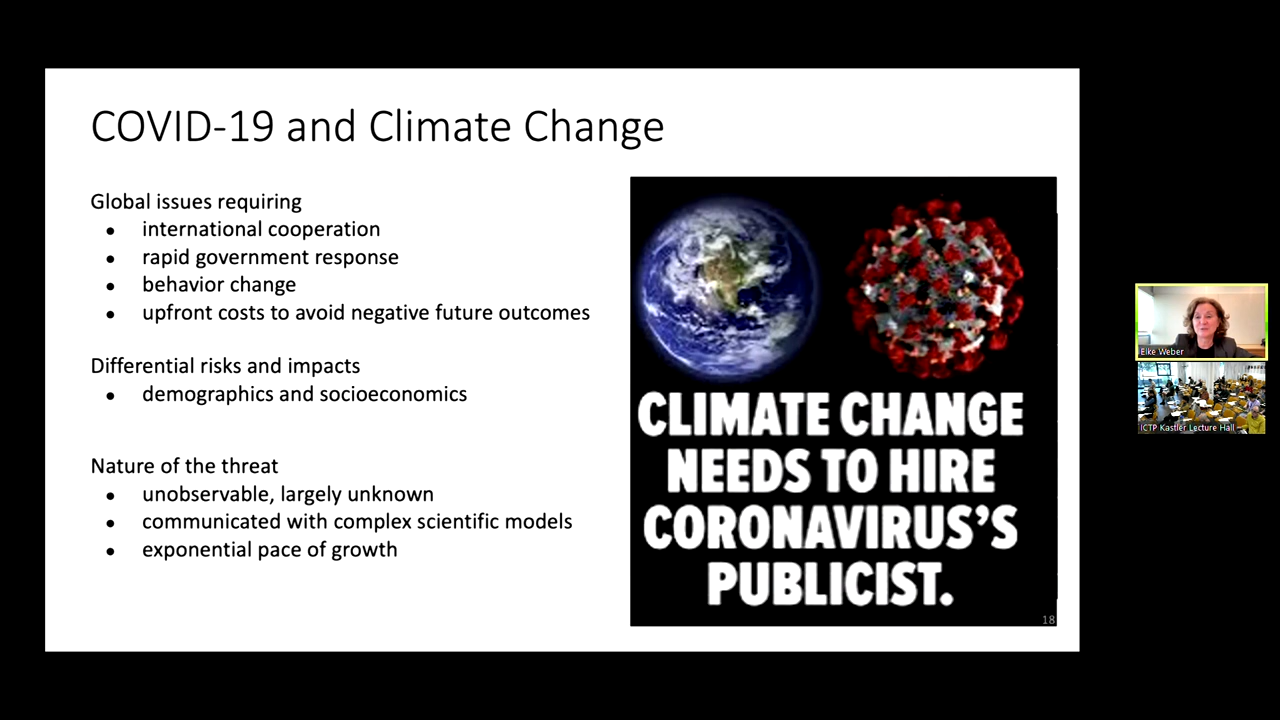 COVID-19 and Climate Change
Global issues requiring
• international cooperation
• rapid government response
• behavior change
• upfront costs to avoid negative future outcomes
Differential risks and impacts
• demographics and socioeconomics
Nature of the threat
• unobservable, largely unknown
• communicated with complex scientific models
• exponential pace of growth
CLIMATE CHANGE
NEEDS TO HIRE
CORONAVIRUS'S
PUBLICIST.
18
Elke Weber
ICTP Kastler Lecture Hall